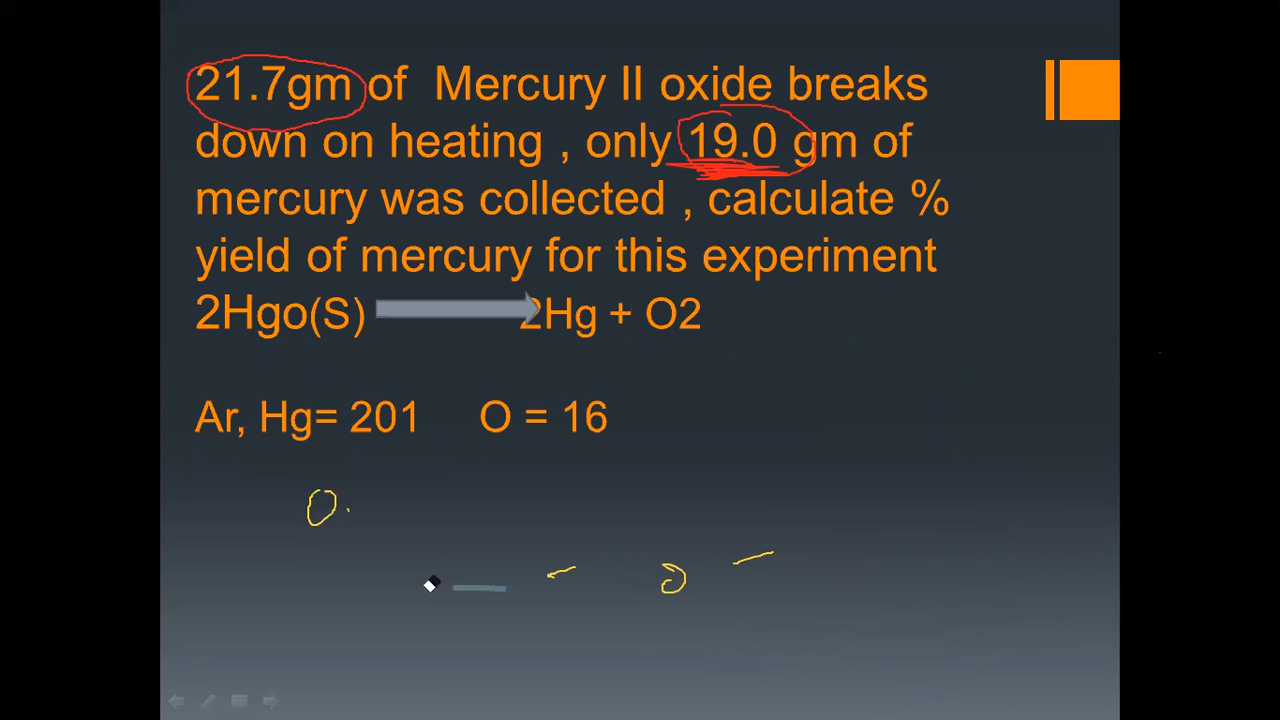 21.7gm of Mercury II oxide breaks
down on heating , only 19.0 gm of
mercury was collected , calculate %
yield of mercury for this experiment
2Hgo(S) 2Hg + O2
Ar, Hg= 201 O = 16
0.